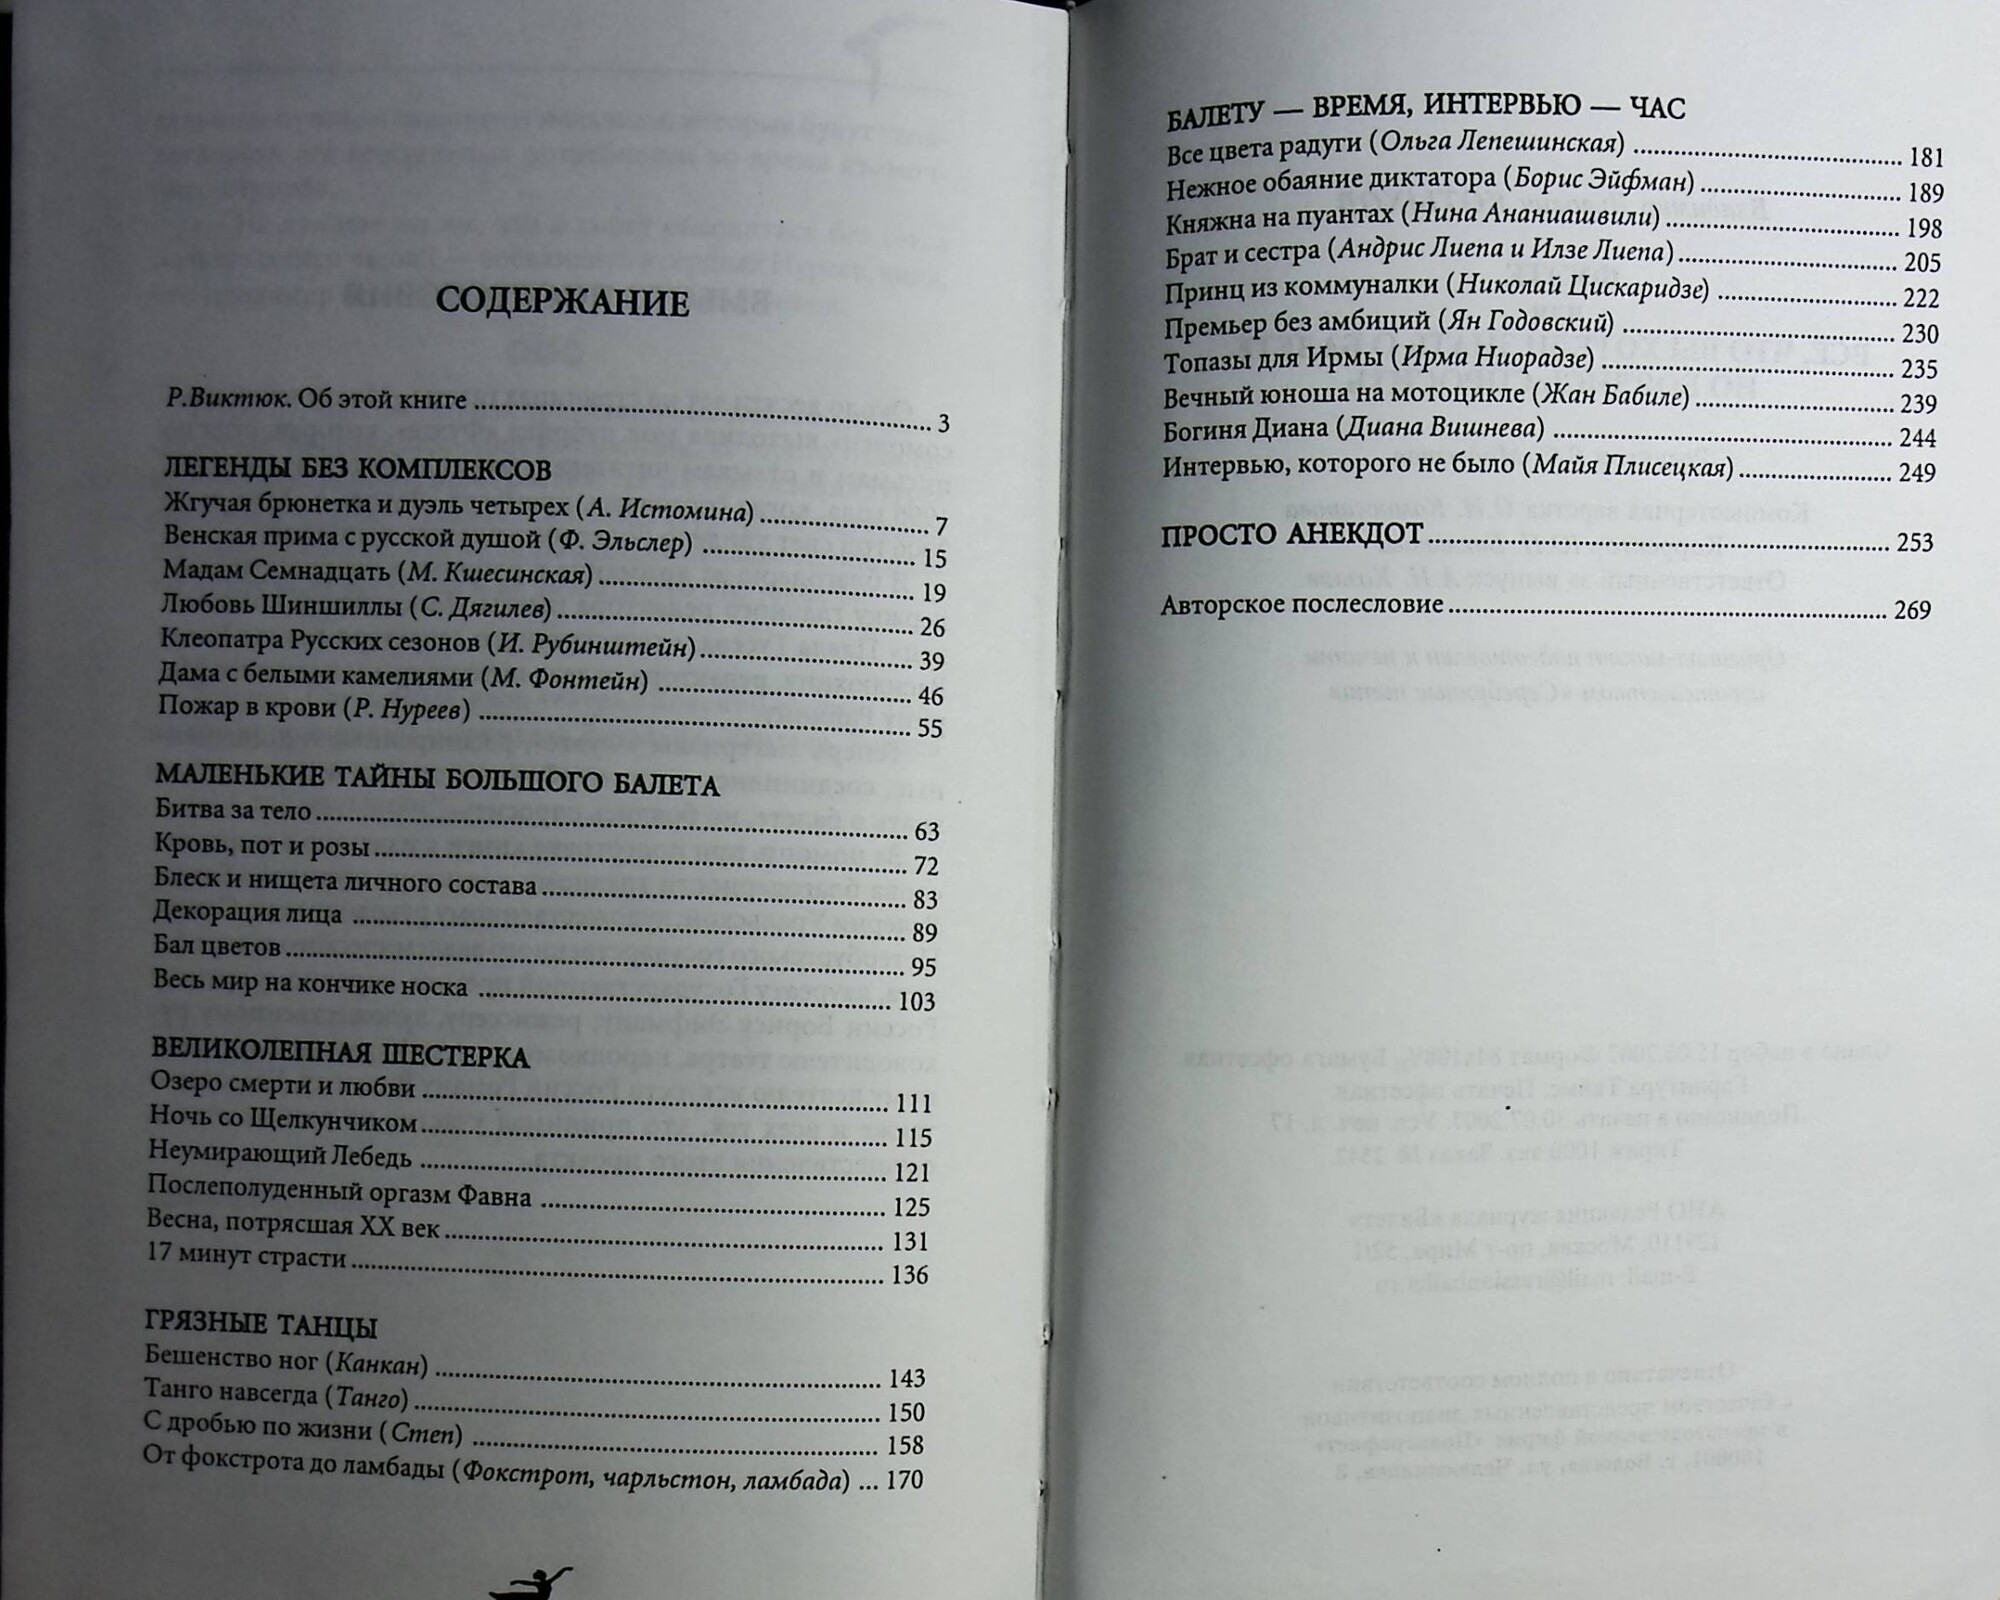 СОДЕРЖАНИЕ
Р.Виктюк. Об этой книге ........ 3
ЛЕГЕНДЫ БЕЗ КОМПЛЕКСОВ
Жгучая брюнетка и дуэль четырех (А. Истомина) ........ 7
Венская прима с русской душой (Ф. Эльслер) ........ 15
Мадам Семнадцать (М. Кшесинская) ........ 19
Любовь Шиншиллы (С. Дягилев) ........ 26
Клеопатра Русских сезонов (И. Рубинштейн) ........ 39
Дама с белыми камелиями (М. Фонтейн) ........ 46
Пожар в крови (Р. Нуреев) ........ 55
МАЛЕНЬКИЕ ТАЙНЫ БОЛЬШОГО БАЛЕТА
Битва за тело ........ 63
Кровь, пот и розы ........ 72
Блеск и нищета личного состава ........ 83
Декорация лица ........ 89
Бал цветов ........ 95
Весь мир на кончике носка ........ 103
ВЕЛИКОЛЕПНАЯ ШЕСТЕРКА
Озеро смерти и любви ........ 111
Ночь со Щелкунчиком ........ 115
Неумирающий Лебедь ........ 121
Послеполуденный оргазм Фавна ........ 125
Весна, потрясшая XX век ........ 131
17 минут страсти ........ 136
ГРЯЗНЫЕ ТАНЦЫ
Бешенство ног (Канкан) ........ 143
Танго навсегда (Танго) ........ 150
С дробью по жизни (Степ) ........ 158
От фокстрота до ламбады (Фокстрот, чарльстон, ламбада) ... 170
БАЛЕТУ — ВРЕМЯ, ИНТЕРВЬЮ — ЧАС
Все цвета радуги (Ольга Лепешинская) ........ 181
Нежное обаяние диктатора (Борис Эйфман) ........ 189
Княжна на пуантах (Нина Ананиашвили) ........ 198
Брат и сестра (Андрис Лиепа и Илзе Лиепа) ........ 205
Принц из коммуналки (Николай Цискаридзе) ........ 222
Премьер без амбиций (Ян Годовский) ........ 230
Топазы для Ирмы (Ирма Ниорадзе) ........ 235
Вечный юноша на мотоцикле (Жан Бабиле) ........ 239
Богиня Диана (Диана Вишнева) ........ 244
Интервью, которого не было (Майя Плисецкая) ........ 249
ПРОСТО АНЕКДОТ ........ 253
Авторское послесловие ........ 269